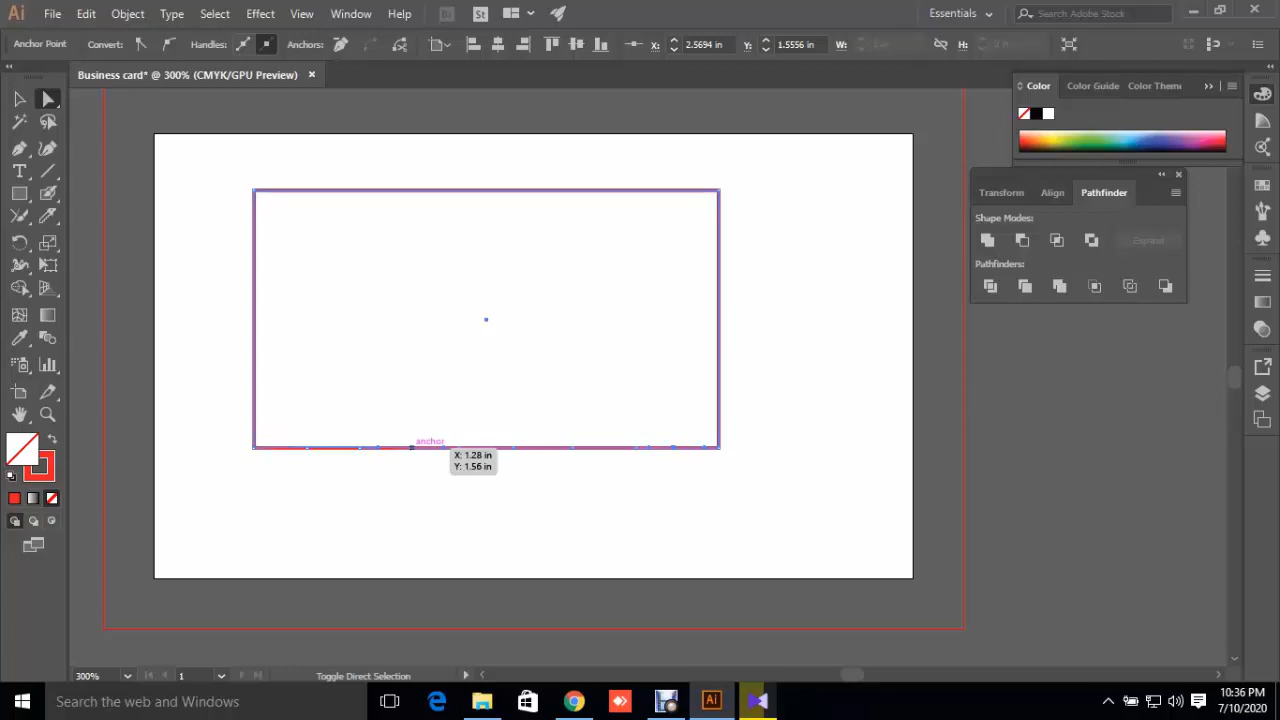 Ai File Edit Object Type Select Effect View Window Help Br St Essentials Search Adobe Stock
Anchor Point Convert: Handles: Anchors: X: 2.5694 in Y: 1.5556 in W: H:
Business card* @ 300% (CMYK/GPU Preview)
Color Color Guide Color Theme
Transform Align Pathfinder
Shape Modes:
Expand
Pathfinders:
anchor
X: 1.28 in
Y: 1.56 in
300% 1 Toggle Direct Selection
Search the web and Windows
Ai
10:36 PM
7/10/2020